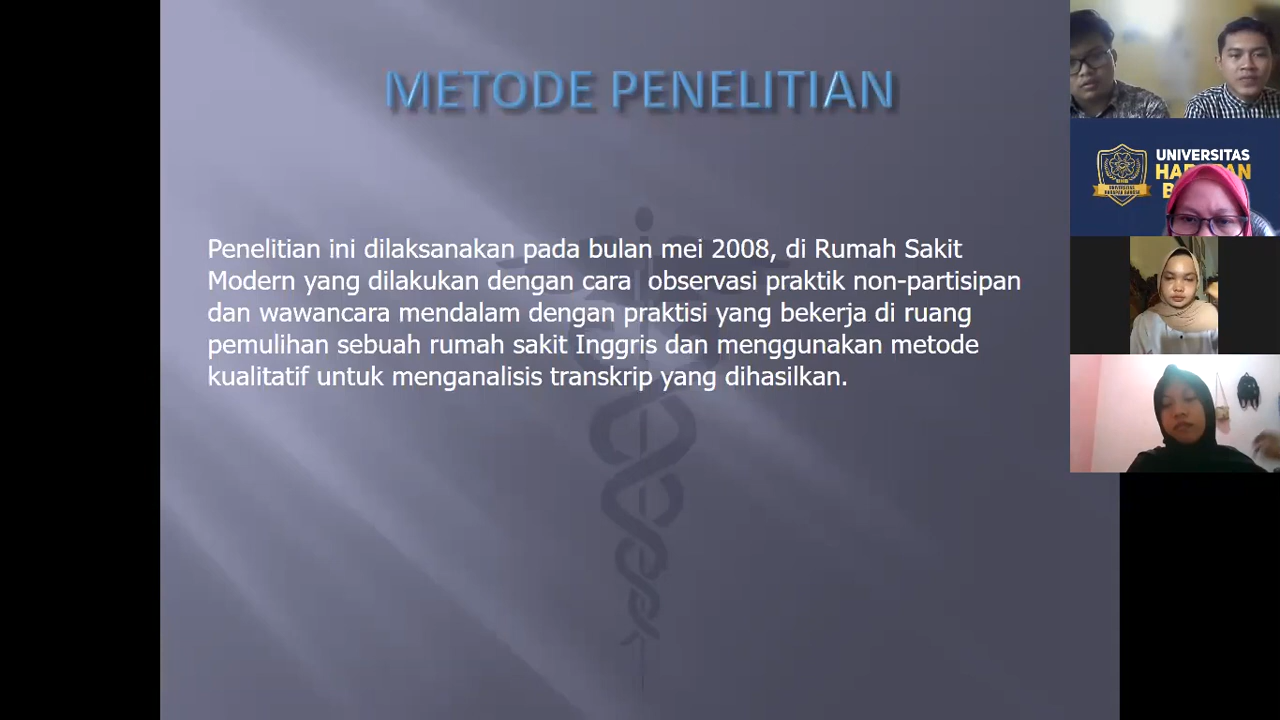 METODE PENELITIAN
Penelitian ini dilaksanakan pada bulan mei 2008, di Rumah Sakit
Modern yang dilakukan dengan cara  observasi praktik non-partisipan
dan wawancara mendalam dengan praktisi yang bekerja di ruang
pemulihan sebuah rumah sakit Inggris dan menggunakan metode
kualitatif untuk menganalisis transkrip yang dihasilkan.
UNIVERSITAS